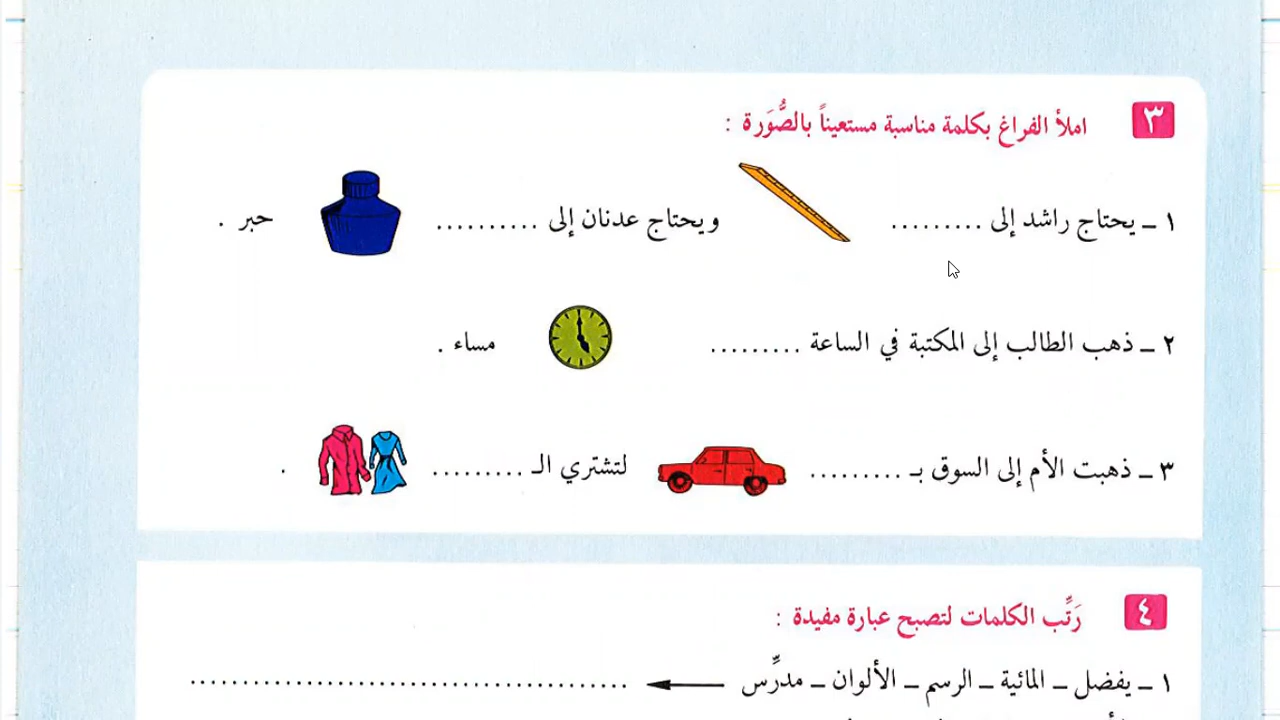 ٣ املأ الفراغ بكلمة مناسبة مستعيناً بالصُّوَرة :
١ ـ يحتاج راشد إلى ......... ويحتاج عدنان إلى .......... حبر .
٢ ـ ذهب الطالب إلى المكتبة في الساعة ......... مساء .
٣ ـ ذهبت الأم إلى السوق بـ ......... لتشتري الـ ......... .
٤ رَتِّب الكلمات لتصبح عبارة مفيدة :
١ ـ يفضل ـ المائية ـ الرسم ـ الألوان ـ مدرِّس ......................................